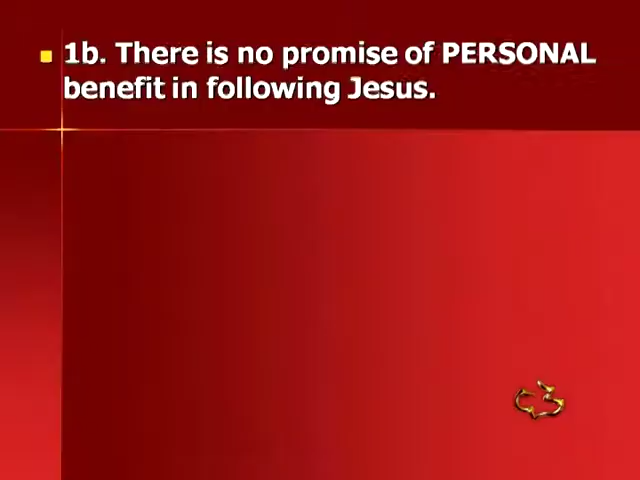 1b. There is no promise of PERSONAL
benefit in following Jesus.